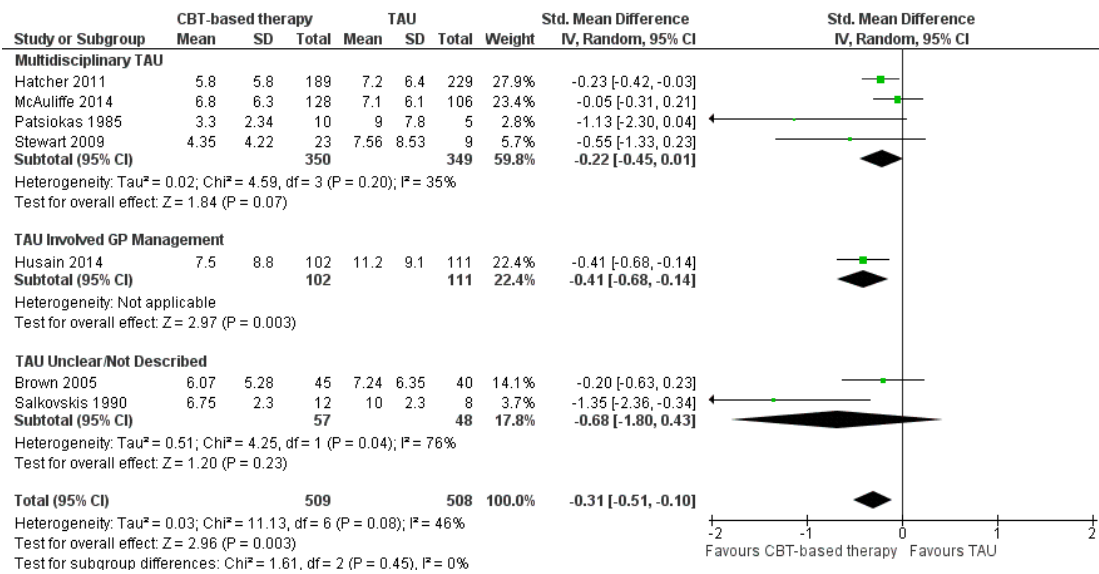 CBT-based therapy TAU Std. Mean Difference Std. Mean Difference
Study or Subgroup Mean SD Total Mean SD Total Weight IV, Random, 95% CI IV, Random, 95% CI
Multidisciplinary TAU
Hatcher 2011 5.8 5.8 189 7.2 6.4 229 27.9% -0.23 [-0.42, -0.03]
McAuliffe 2014 6.8 6.3 128 7.1 6.1 106 23.4% -0.05 [-0.31, 0.21]
Patsiokas 1985 3.3 2.34 10 9 7.8 5 2.8% -1.13 [-2.30, 0.04]
Stewart 2009 4.35 4.22 23 7.56 8.53 9 5.7% -0.55 [-1.33, 0.23]
Subtotal (95% CI) 350 349 59.8% -0.22 [-0.45, 0.01]
Heterogeneity: Tau² = 0.02; Chi² = 4.59, df = 3 (P = 0.20); I² = 35%
Test for overall effect: Z = 1.84 (P = 0.07)
TAU Involved GP Management
Husain 2014 7.5 8.8 102 11.2 9.1 111 22.4% -0.41 [-0.68, -0.14]
Subtotal (95% CI) 102 111 22.4% -0.41 [-0.68, -0.14]
Heterogeneity: Not applicable
Test for overall effect: Z = 2.97 (P = 0.003)
TAU Unclear/Not Described
Brown 2005 6.07 5.28 45 7.24 6.35 40 14.1% -0.20 [-0.63, 0.23]
Salkovskis 1990 6.75 2.3 12 10 2.3 8 3.7% -1.35 [-2.36, -0.34]
Subtotal (95% CI) 57 48 17.8% -0.68 [-1.80, 0.43]
Heterogeneity: Tau² = 0.51; Chi² = 4.25, df = 1 (P = 0.04); I² = 76%
Test for overall effect: Z = 1.20 (P = 0.23)
Total (95% CI) 509 508 100.0% -0.31 [-0.51, -0.10]
Heterogeneity: Tau² = 0.03; Chi² = 11.13, df = 6 (P = 0.08); I² = 46%
Test for overall effect: Z = 2.96 (P = 0.003)
Test for subgroup differences: Chi² = 1.61, df = 2 (P = 0.45), I² = 0%
-2 -1 0 1 2
Favours CBT-based therapy Favours TAU